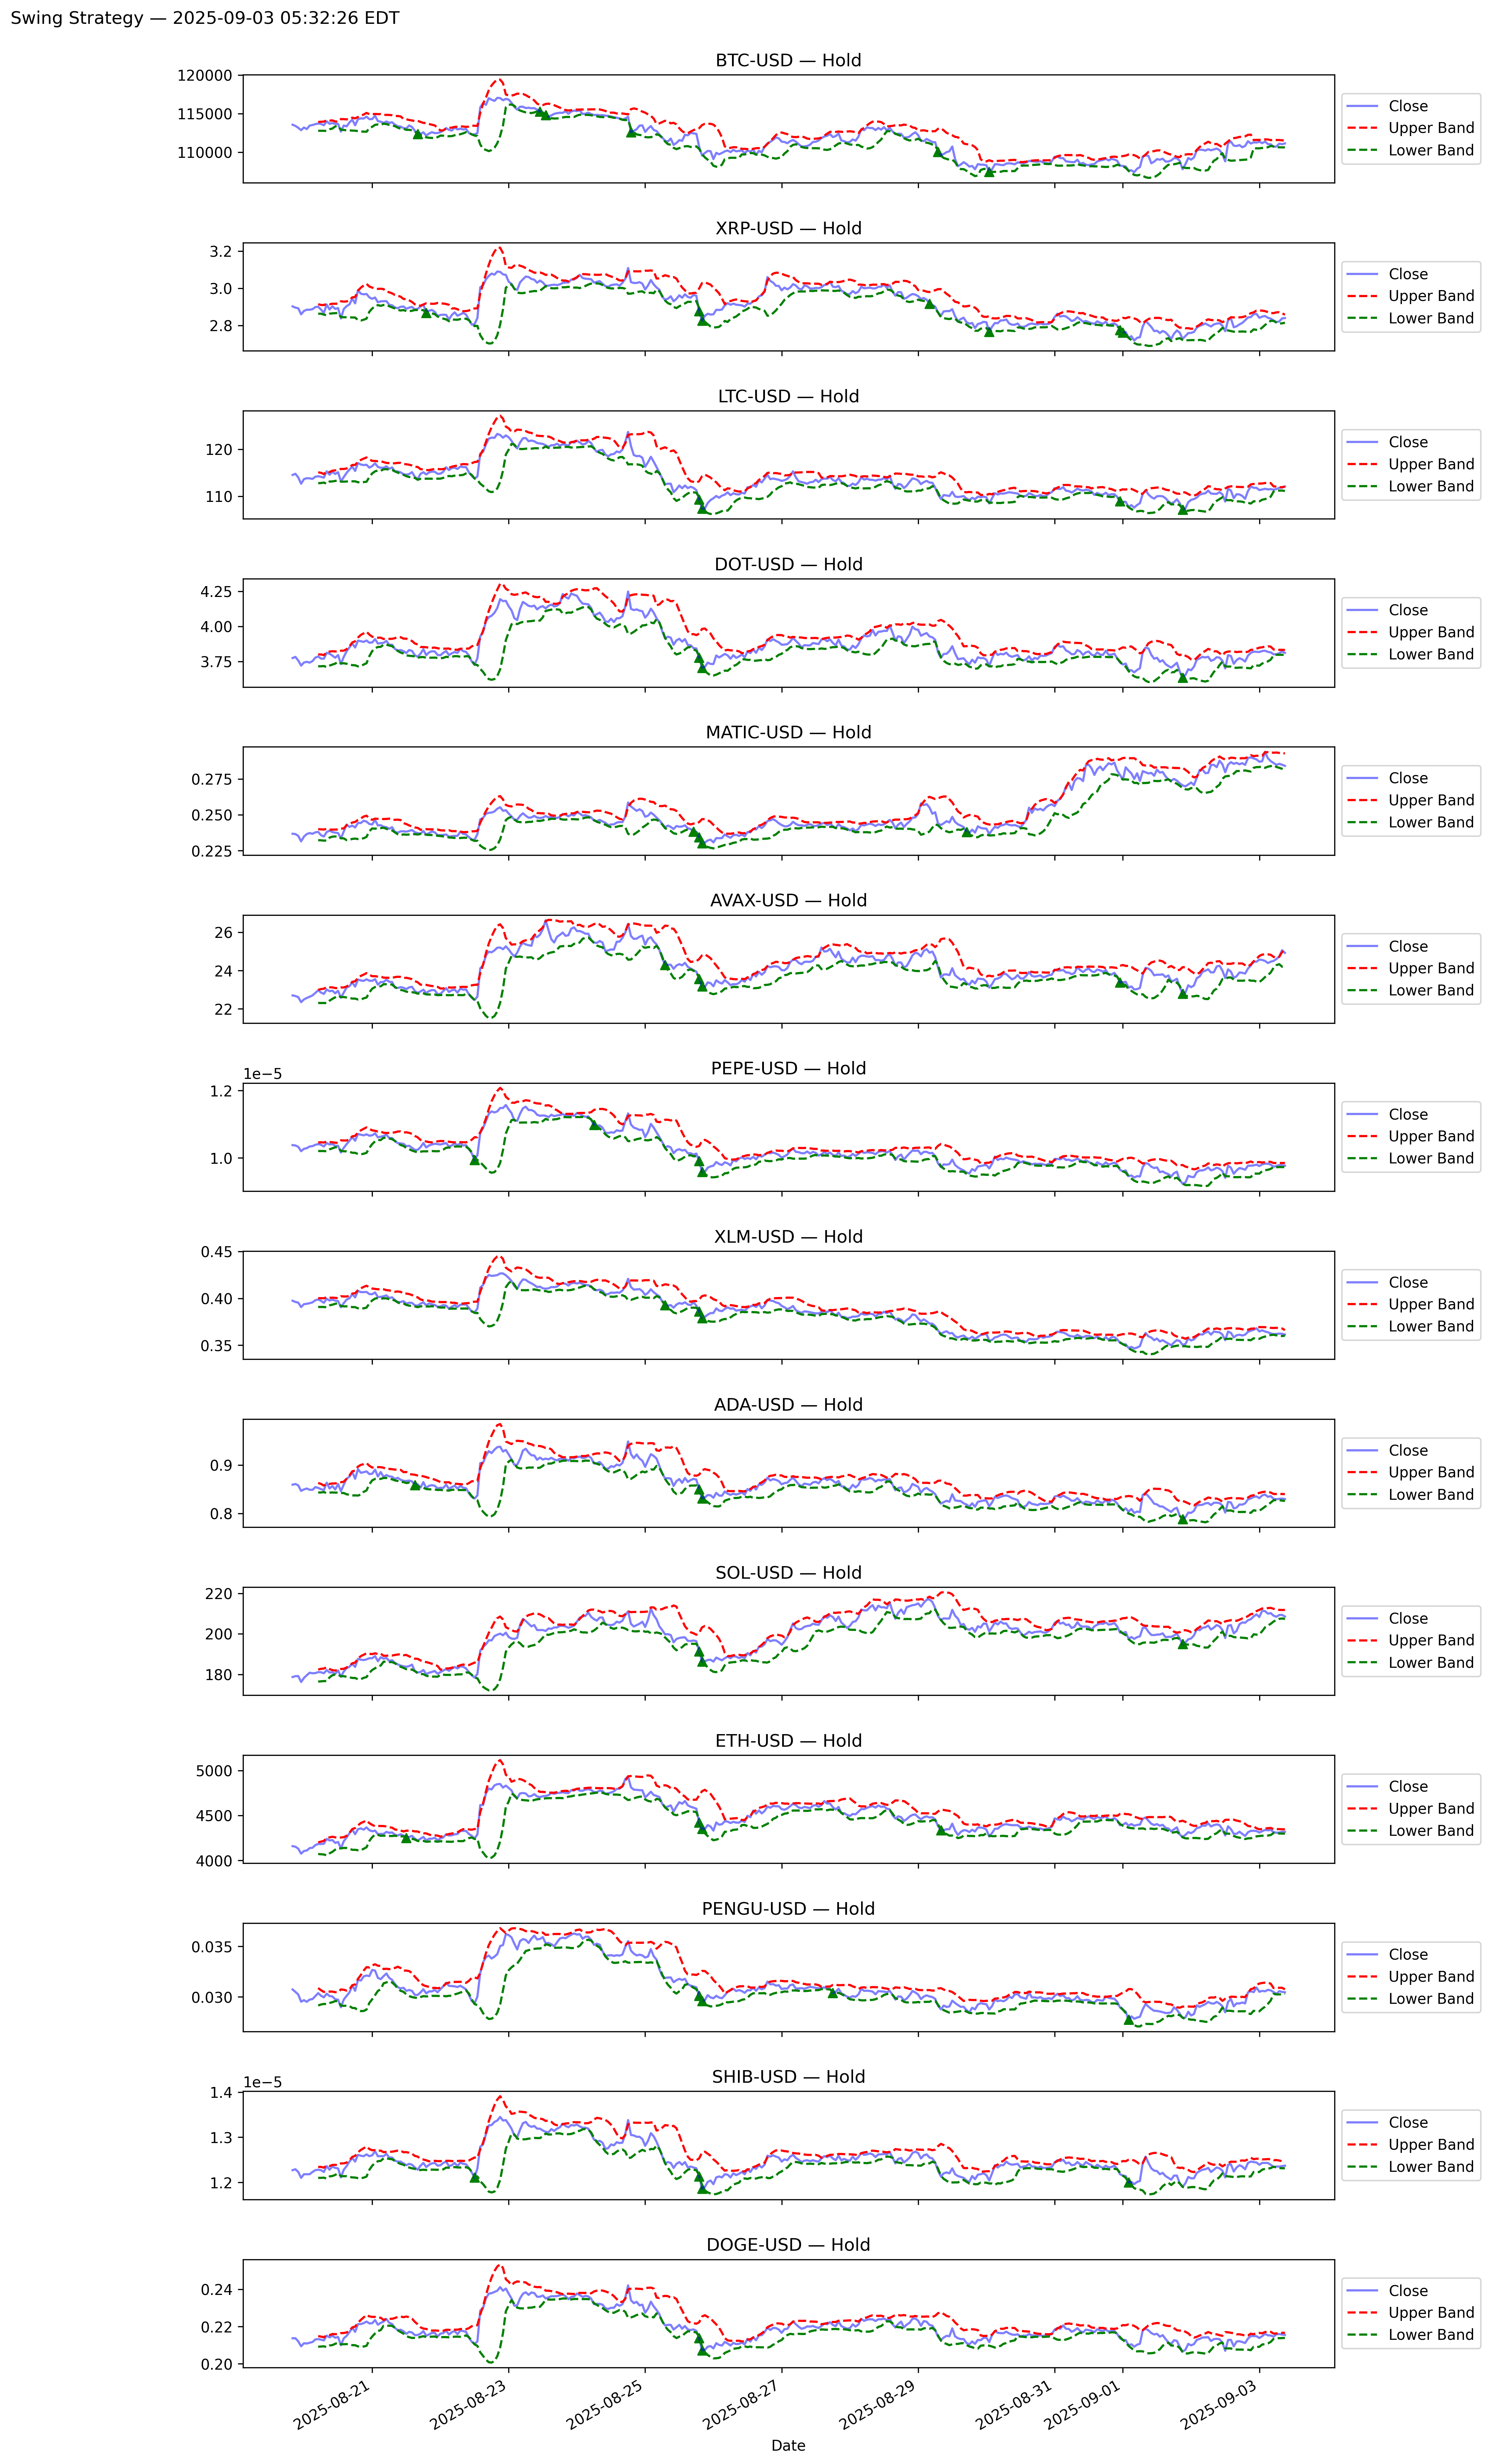 Swing Strategy — 2025-09-03 05:32:26 EDT
BTC-USD — Hold
120000
115000
110000
Close
Upper Band
Lower Band
XRP-USD — Hold
3.2
3.0
2.8
Close
Upper Band
Lower Band
LTC-USD — Hold
120
110
Close
Upper Band
Lower Band
DOT-USD — Hold
4.25
4.00
3.75
Close
Upper Band
Lower Band
MATIC-USD — Hold
0.275
0.250
0.225
Close
Upper Band
Lower Band
AVAX-USD — Hold
26
24
22
Close
Upper Band
Lower Band
PEPE-USD — Hold
1e−5
1.2
1.0
Close
Upper Band
Lower Band
XLM-USD — Hold
0.45
0.40
0.35
Close
Upper Band
Lower Band
ADA-USD — Hold
0.9
0.8
Close
Upper Band
Lower Band
SOL-USD — Hold
220
200
180
Close
Upper Band
Lower Band
ETH-USD — Hold
5000
4500
4000
Close
Upper Band
Lower Band
PENGU-USD — Hold
0.035
0.030
Close
Upper Band
Lower Band
SHIB-USD — Hold
1e−5
1.4
1.3
1.2
Close
Upper Band
Lower Band
DOGE-USD — Hold
0.24
0.22
0.20
Close
Upper Band
Lower Band
2025-08-21
2025-08-23
2025-08-25
2025-08-27
2025-08-29
2025-08-31
2025-09-01
2025-09-03
Date